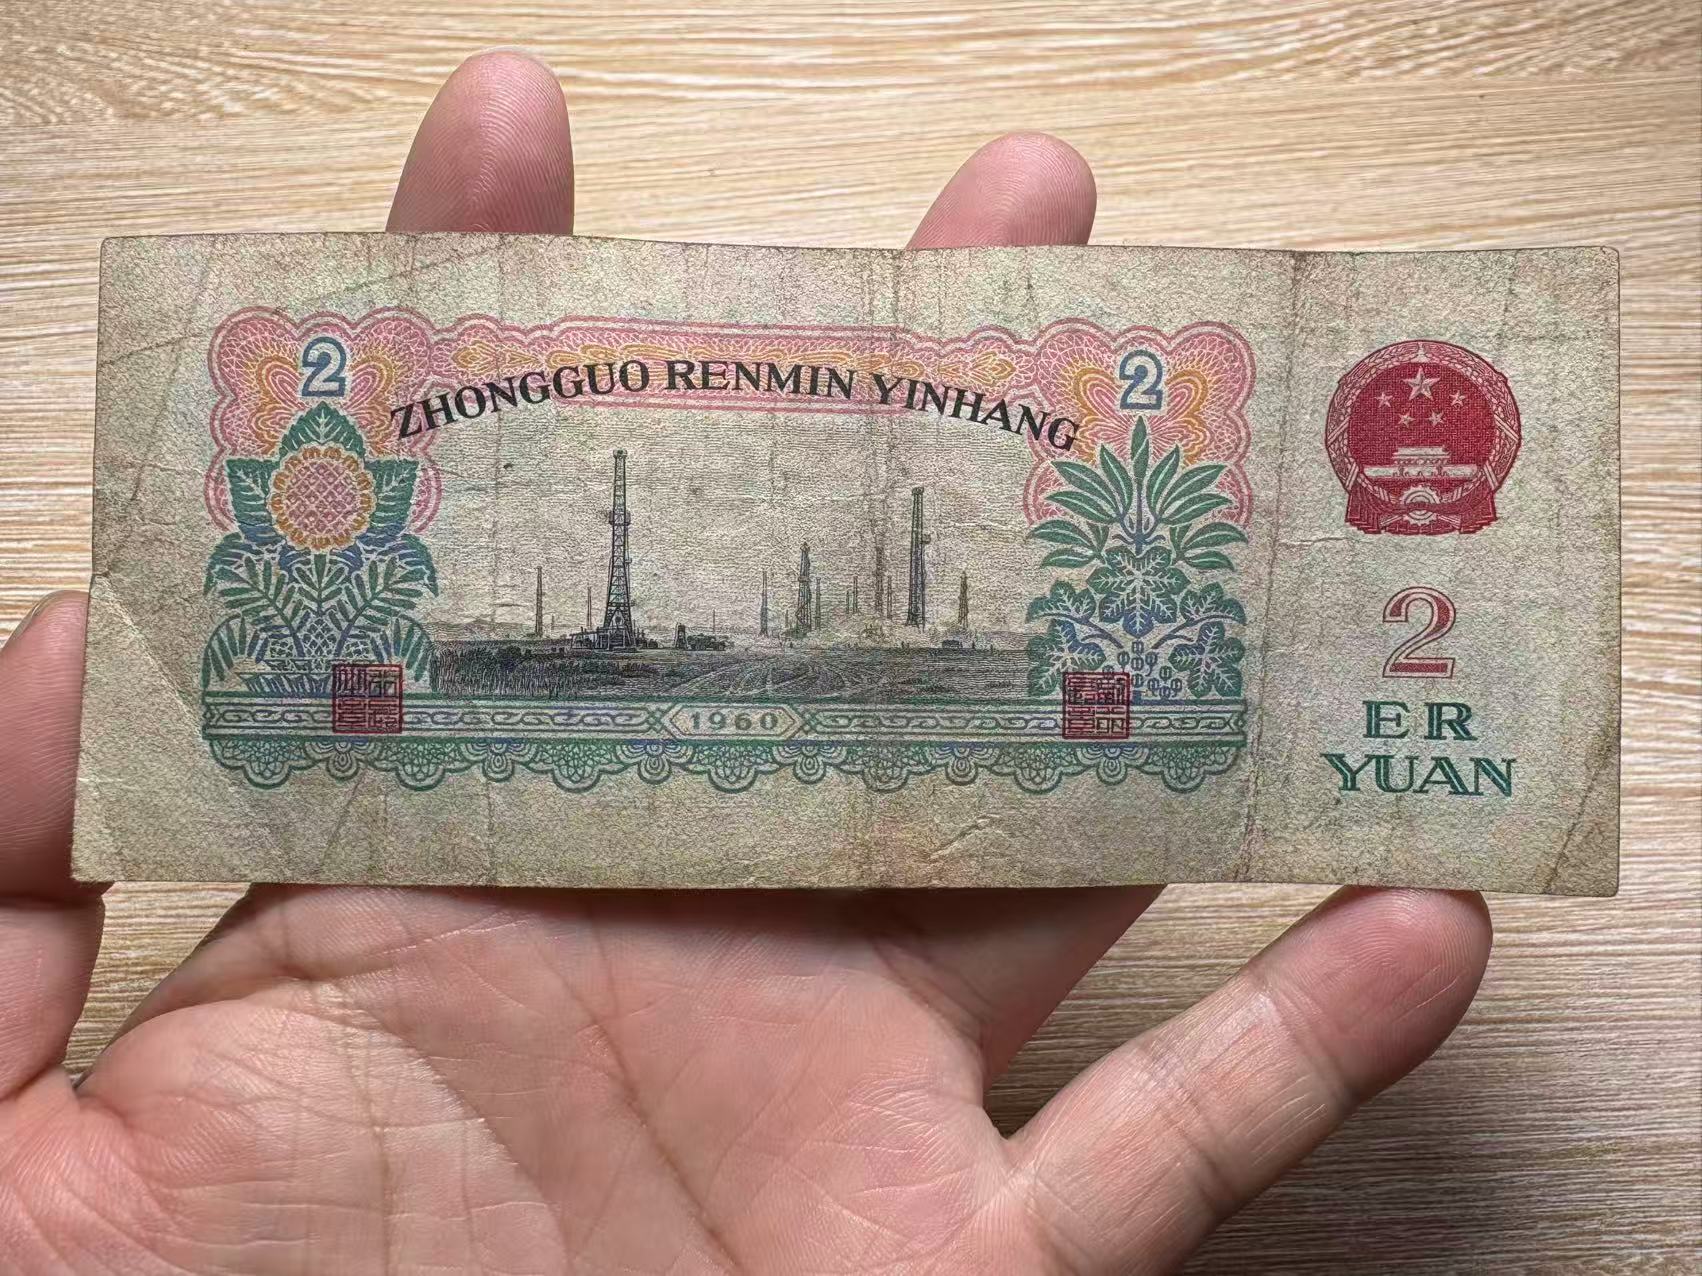 2 2
ZHONGGUO RENMIN YINHANG
1960
2
ER
YUAN